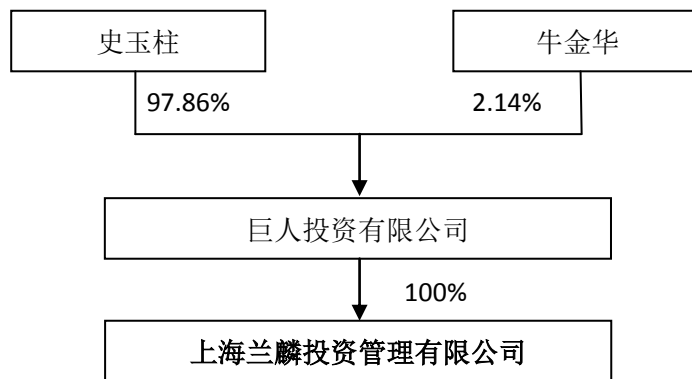 史玉柱
牛金华
97.86%
2.14%
巨人投资有限公司
100%
上海兰麟投资管理有限公司